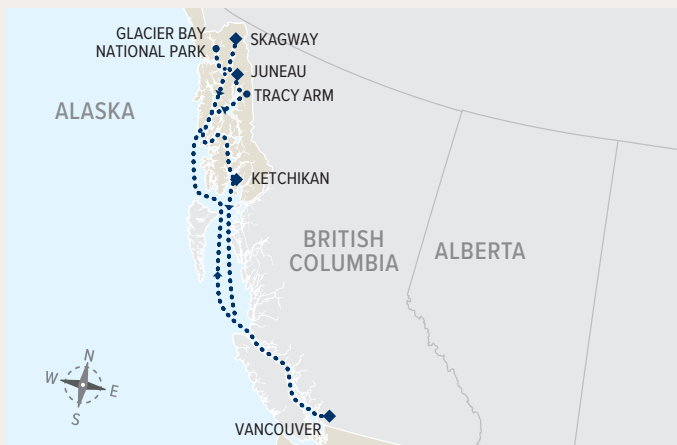 GLACIER BAY
NATIONAL PARK
SKAGWAY
JUNEAU
TRACY ARM
ALASKA
KETCHIKAN
BRITISH
COLUMBIA
ALBERTA
N
W
E
S
VANCOUVER